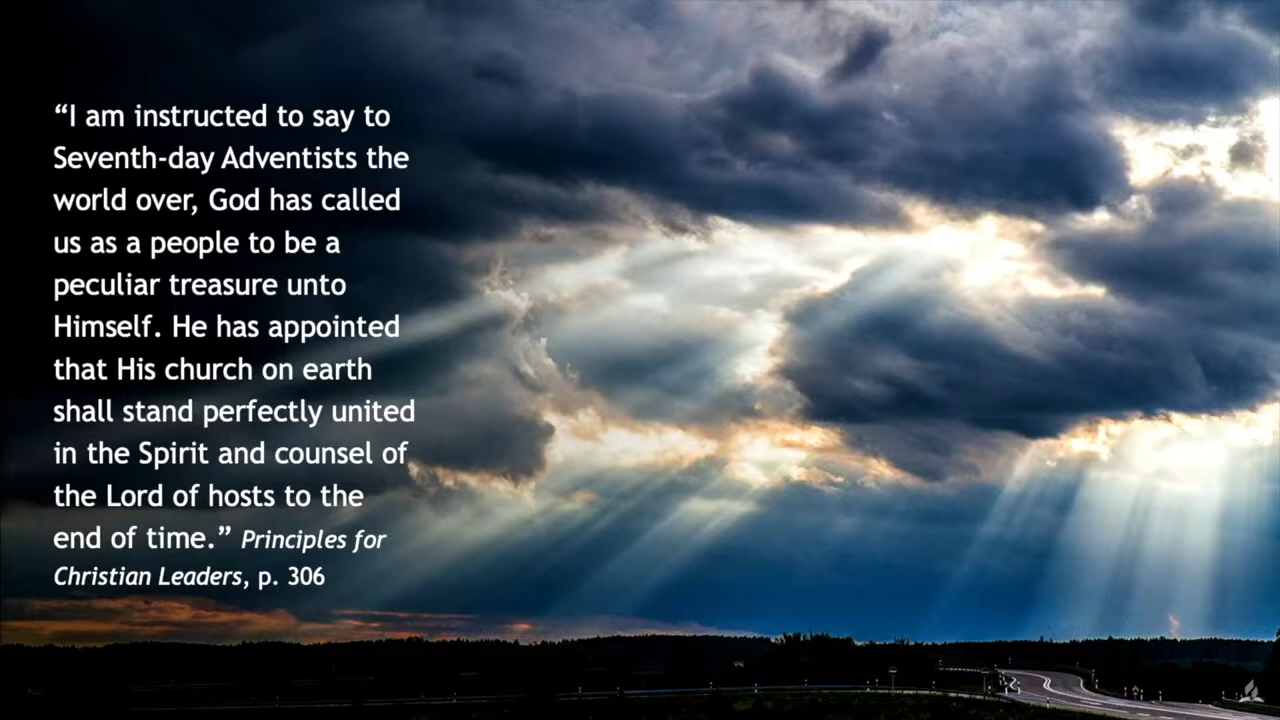 “I am instructed to say to
Seventh-day Adventists the
world over, God has called
us as a people to be a
peculiar treasure unto
Himself. He has appointed
that His church on earth
shall stand perfectly united
in the Spirit and counsel of
the Lord of hosts to the
end of time.” Principles for
Christian Leaders, p. 306